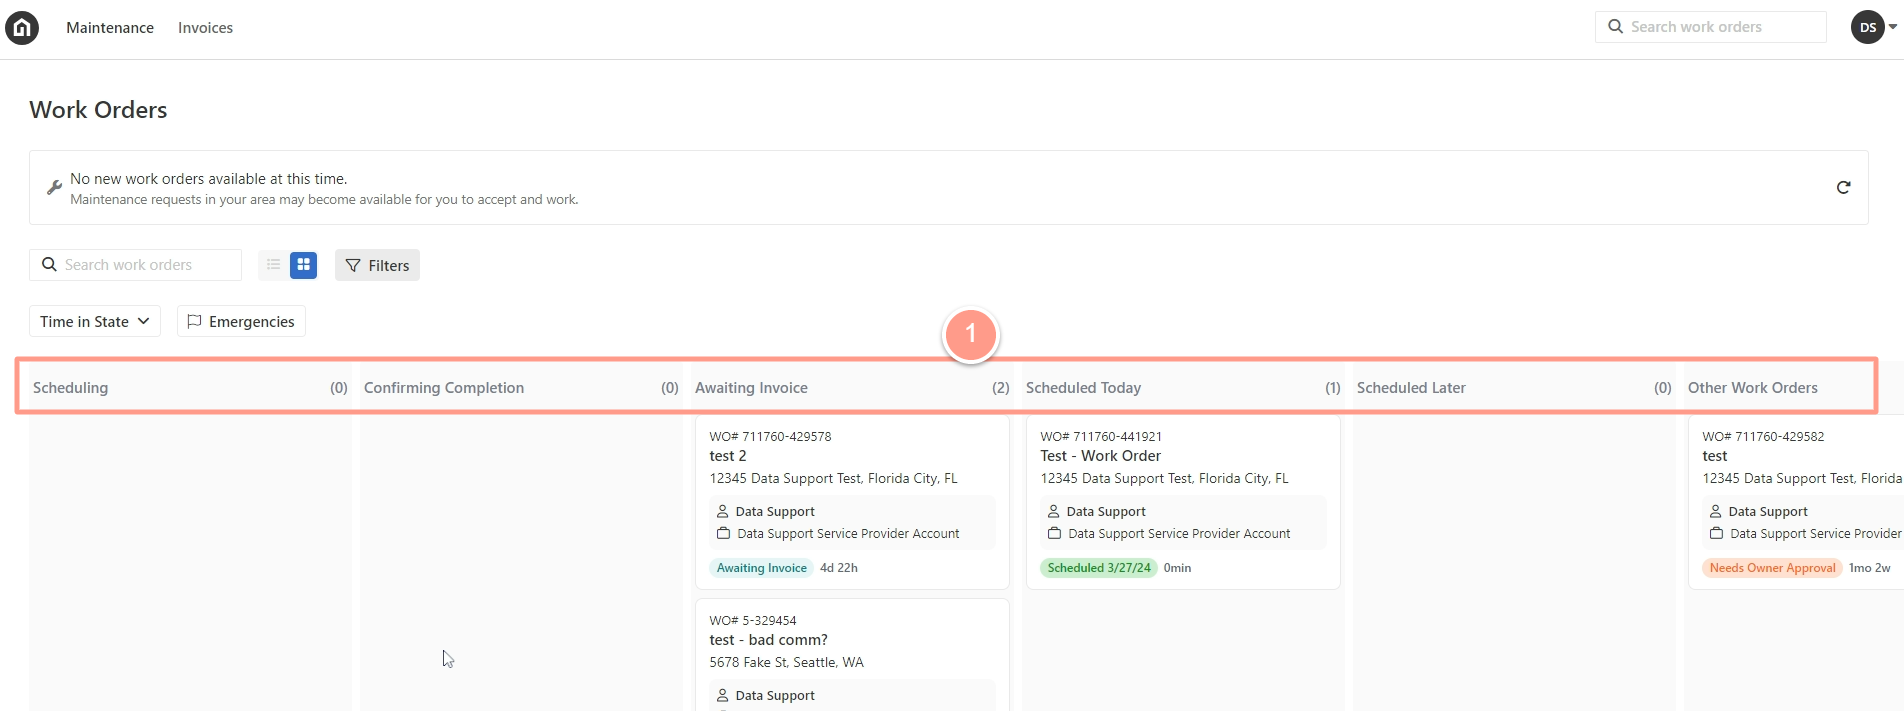 Maintenance Invoices Search work orders DS
Work Orders
No new work orders available at this time.
Maintenance requests in your area may become available for you to accept and work.
Search work orders Filters
Time in State Emergencies
1
Scheduling (0) Confirming Completion (0) Awaiting Invoice (2) Scheduled Today (1) Scheduled Later (0) Other Work Orders
WO# 711760-429578
test 2
12345 Data Support Test, Florida City, FL
Data Support
Data Support Service Provider Account
Awaiting Invoice 4d 22h
WO# 5-329454
test - bad comm?
5678 Fake St, Seattle, WA
Data Support
WO# 711760-441921
Test - Work Order
12345 Data Support Test, Florida City, FL
Data Support
Data Support Service Provider Account
Scheduled 3/27/24 0min
WO# 711760-429582
test
12345 Data Support Test, Florida
Data Support
Data Support Service Provider
Needs Owner Approval 1mo 2w